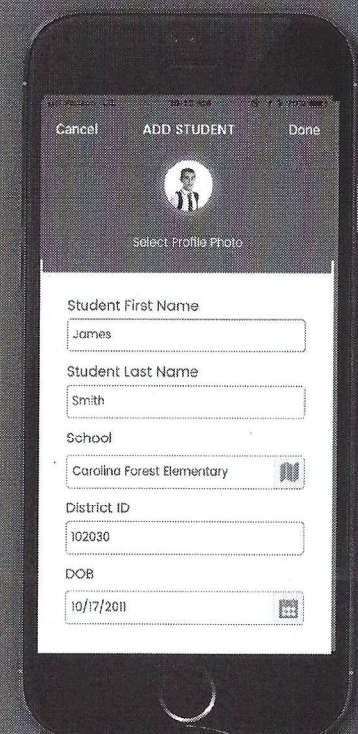 Cancel ADD STUDENT Done
Select Profile Photo
Student First Name
James
Student Last Name
Smith
School
Carolina Forest Elementary
District ID
102030
DOB
10/17/2011